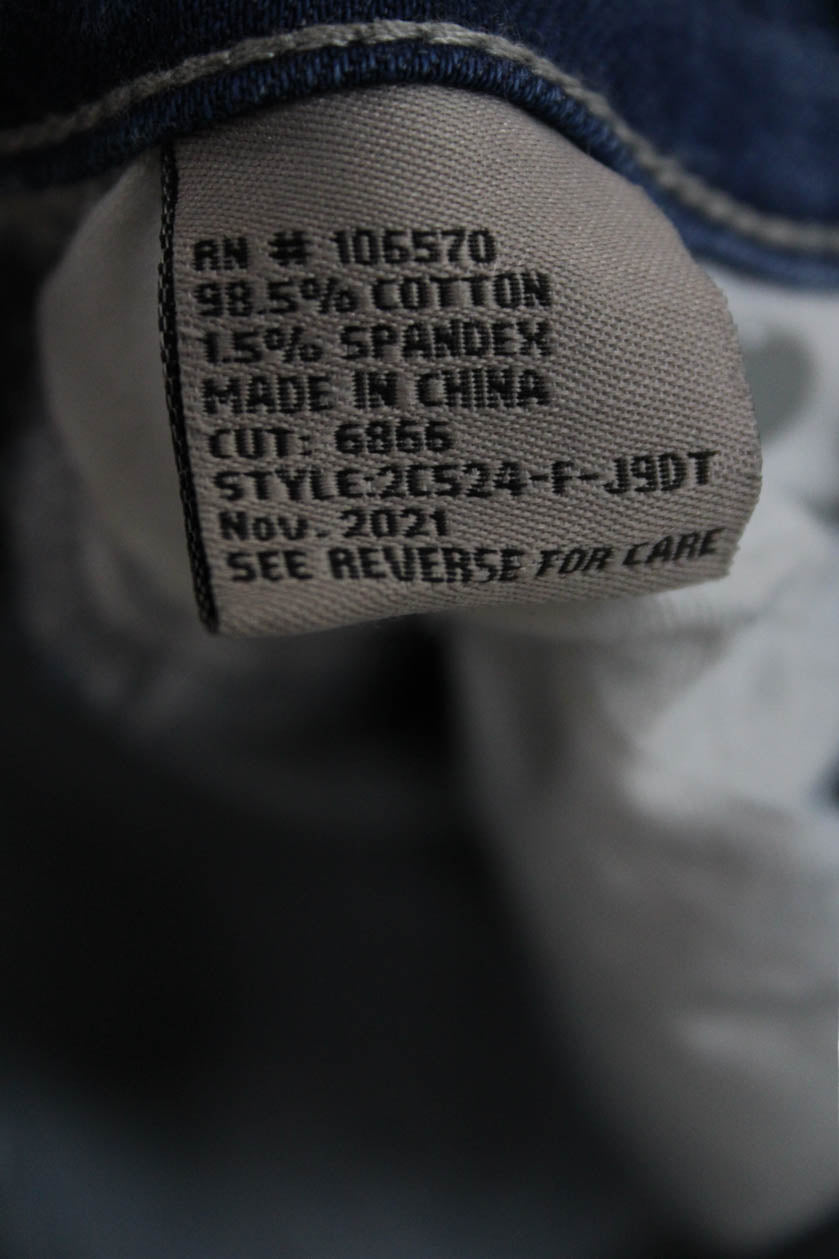 RN # 106570
98.5% COTTON
1.5% SPANDEX
MADE IN CHINA
CUT: 6866
STYLE:2C524-F-J9DT
Nov. 2021
SEE REVERSE FOR CARE